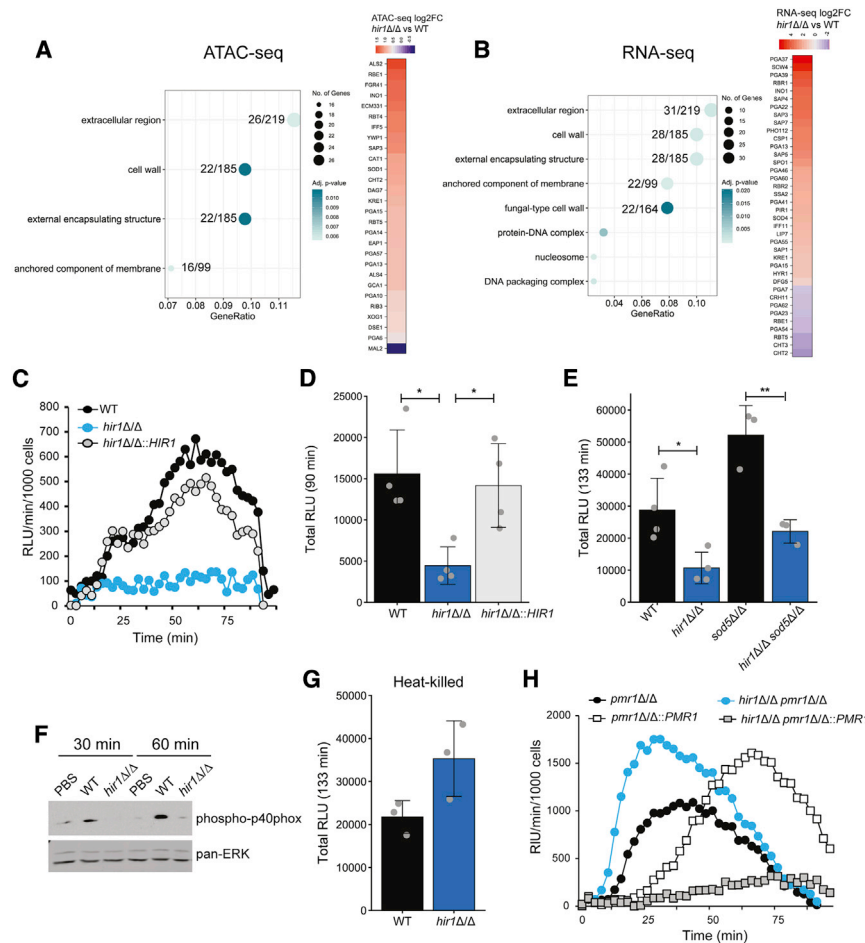 A
ATAC-seq
extracellular region
cell wall
external encapsulating structure
anchored component of membrane
26/219
22/185
22/185
16/99
0.07 0.08 0.09 0.10 0.11
GeneRatio
No. of Genes
16
18
20
22
24
26
Adj. p-value
0.010
0.009
0.008
0.007
0.006
ATAC-seq log2FC
hir1Δ/Δ vs WT
ALS2
RBE1
FGR41
INO1
ECM331
RBT4
IFF5
YWP1
SAP3
CAT1
SOD1
CHT2
DAG7
KRE1
PGA15
RBT5
PGA14
EAP1
PGA57
PGA13
ALS4
GCA1
PGA10
RIB3
XOG1
DSE1
PGA6
MAL2
B
RNA-seq
extracellular region
cell wall
external encapsulating structure
anchored component of membrane
fungal-type cell wall
protein-DNA complex
nucleosome
DNA packaging complex
31/219
28/185
28/185
22/99
22/164
0.04 0.06 0.08 0.10
GeneRatio
No. of Genes
10
15
20
25
30
Adj. p-value
0.020
0.015
0.010
0.005
RNA-seq log2FC
hir1Δ/Δ vs WT
PGA37
SCW4
PGA39
RBR1
INO1
SAP4
PGA22
SAP3
SAP7
PHO112
CSP1
PGA13
SAP6
SPO1
PGA46
PGA60
RBR2
SSA2
PGA41
PIR1
SOD4
IFF11
LIP7
PGA55
SAP1
KRE1
PGA15
HYR1
DFG5
PGA7
CRH11
PGA62
PGA23
RBE1
PGA54
RBT5
CHT3
CHT2
C
WT
hir1Δ/Δ
hir1Δ/Δ::HIR1
RLU/min/1000 cells
800
700
600
500
400
300
200
100
0
0 25 50 75
Time (min)
D
Total RLU (90 min)
25000
20000
15000
10000
5000
0
* *
WT hir1Δ/Δ hir1Δ/Δ::HIR1
E
Total RLU (133 min)
60000
50000
40000
30000
20000
10000
0
* **
WT hir1Δ/Δ sod5Δ/Δ hir1Δ/Δ sod5Δ/Δ
F
30 min 60 min
PBS WT hir1Δ/Δ PBS WT hir1Δ/Δ
phospho-p40phox
pan-ERK
G
Heat-killed
Total RLU (133 min)
50000
40000
30000
20000
10000
0
WT hir1Δ/Δ
H
pmr1Δ/Δ hir1Δ/Δ pmr1Δ/Δ
pmr1Δ/Δ::PMR1 hir1Δ/Δ pmr1Δ/Δ::PMR
RIU/min/1000 cells
2000
1500
1000
500
0
0 25 50 75
Time (min)